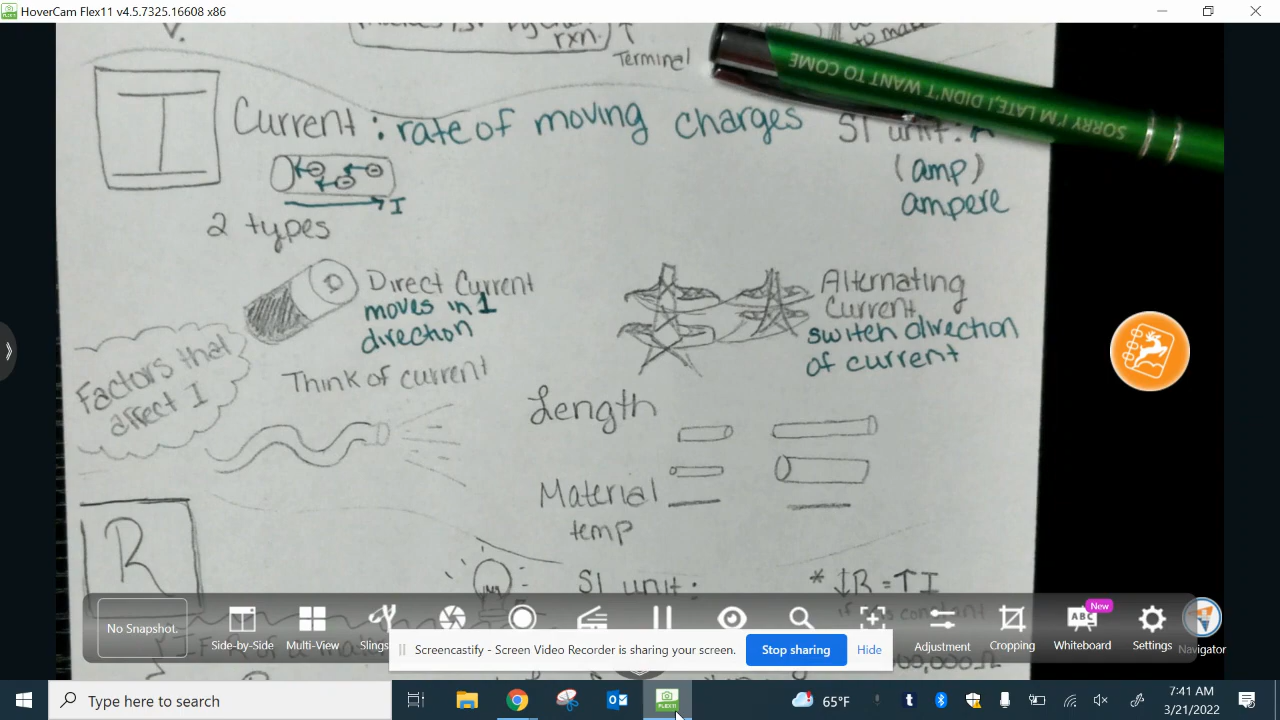 HoverCam Flex11 v4.5.7325.16608 x86
V.
rxn.
Terminal
SORRY I'M LATE, I DIDN'T WANT TO COME
I
Current : rate of moving charges
SI unit: A
(amp)
ampere
I
2 types
Direct Current
moves in 1
direction
Alternating
Current
switch direction
of current
Factors that
affect I
Think of current
Length
Material
temp
R
SI unit:
* ↓R = ↑I
No Snapshot.
Side-by-Side
Multi-View
Slings
Adjustment
Cropping
New
ABC
Whiteboard
Settings
Navigator
Screencastify - Screen Video Recorder is sharing your screen.
Stop sharing
Hide
Type here to search
FLEX11
65°F
7:41 AM
3/21/2022